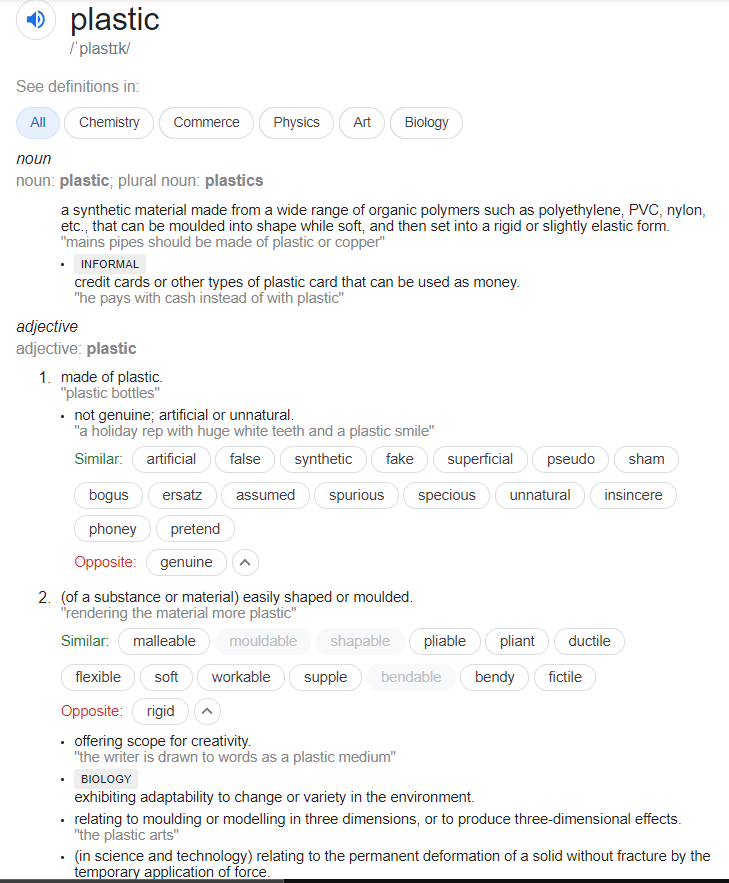 plastic
/ˈplastɪk/
See definitions in:
All Chemistry Commerce Physics Art Biology
noun
noun: plastic; plural noun: plastics
a synthetic material made from a wide range of organic polymers such as polyethylene, PVC, nylon,
etc., that can be moulded into shape while soft, and then set into a rigid or slightly elastic form.
"mains pipes should be made of plastic or copper"
• INFORMAL
credit cards or other types of plastic card that can be used as money.
"he pays with cash instead of with plastic"
adjective
adjective: plastic
1. made of plastic.
"plastic bottles"
• not genuine; artificial or unnatural.
"a holiday rep with huge white teeth and a plastic smile"
Similar: artificial false synthetic fake superficial pseudo sham
bogus ersatz assumed spurious specious unnatural insincere
phoney pretend
Opposite: genuine
2. (of a substance or material) easily shaped or moulded.
"rendering the material more plastic"
Similar: malleable mouldable shapable pliable pliant ductile
flexible soft workable supple bendable bendy fictile
Opposite: rigid
• offering scope for creativity.
"the writer is drawn to words as a plastic medium"
• BIOLOGY
exhibiting adaptability to change or variety in the environment.
• relating to moulding or modelling in three dimensions, or to produce three-dimensional effects.
"the plastic arts"
• (in science and technology) relating to the permanent deformation of a solid without fracture by the
temporary application of force.